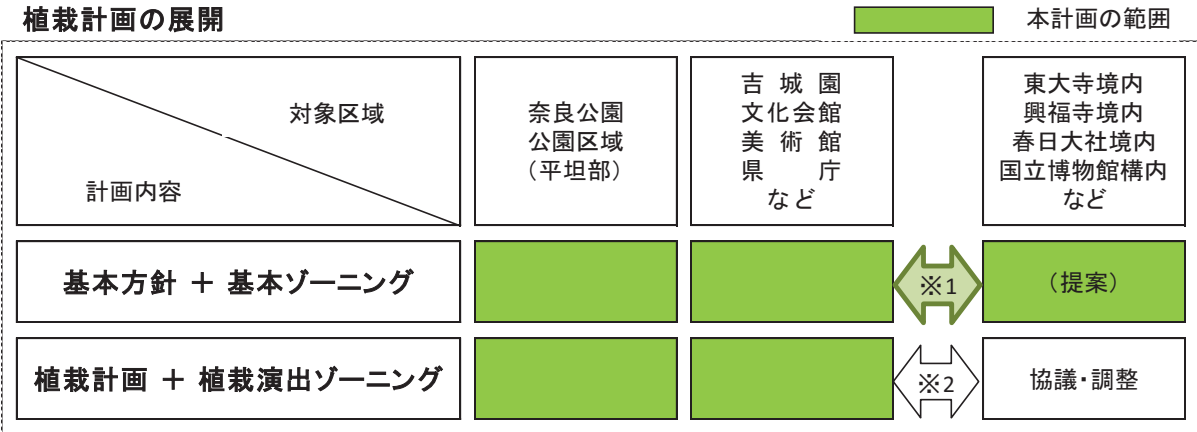 植栽計画の展開
本計画の範囲
対象区域
計画内容
奈良公園
公園区域
（平坦部）
吉城園
文化会館
美術館
県庁
など
東大寺境内
興福寺境内
春日大社境内
国立博物館構内
など
基本方針 ＋ 基本ゾーニング
※1
（提案）
植栽計画 ＋ 植栽演出ゾーニング
※2
協議・調整